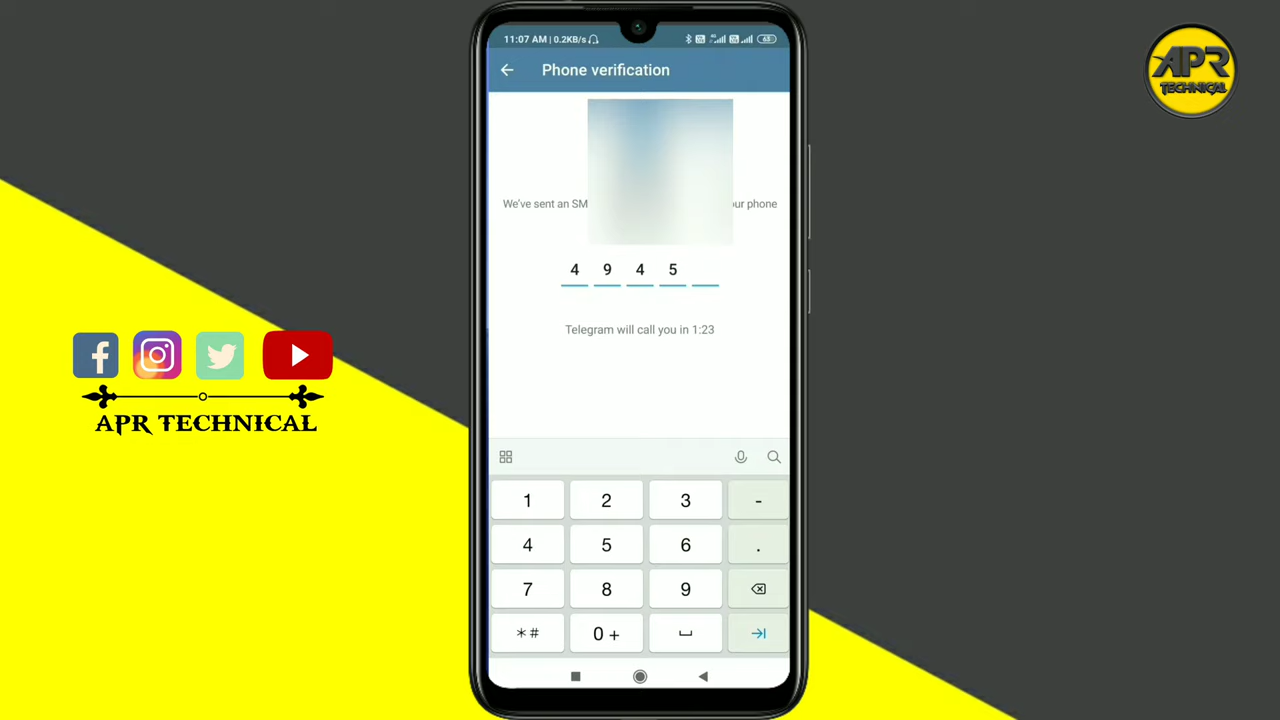 11:07 AM | 0.2KB/s
63
Phone verification
We've sent an SM
our phone
4 9 4 5
Telegram will call you in 1:23
1 2 3 -
4 5 6 .
7 8 9
*# 0 +
APR
TECHNICAL
f
APR TECHNICAL